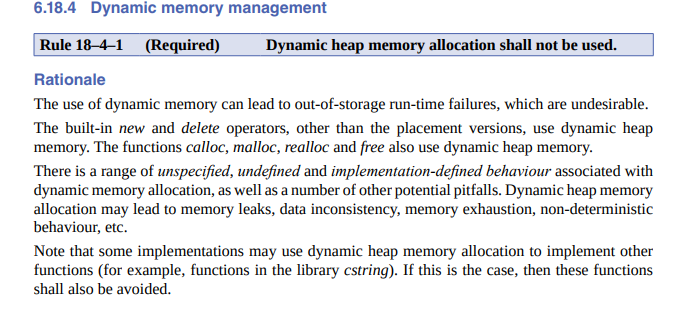 6.18.4 Dynamic memory management
Rule 18–4–1 (Required) Dynamic heap memory allocation shall not be used.
Rationale
The use of dynamic memory can lead to out-of-storage run-time failures, which are undesirable.
The built-in new and delete operators, other than the placement versions, use dynamic heap
memory. The functions calloc, malloc, realloc and free also use dynamic heap memory.
There is a range of unspecified, undefined and implementation-defined behaviour associated with
dynamic memory allocation, as well as a number of other potential pitfalls. Dynamic heap memory
allocation may lead to memory leaks, data inconsistency, memory exhaustion, non-deterministic
behaviour, etc.
Note that some implementations may use dynamic heap memory allocation to implement other
functions (for example, functions in the library cstring). If this is the case, then these functions
shall also be avoided.